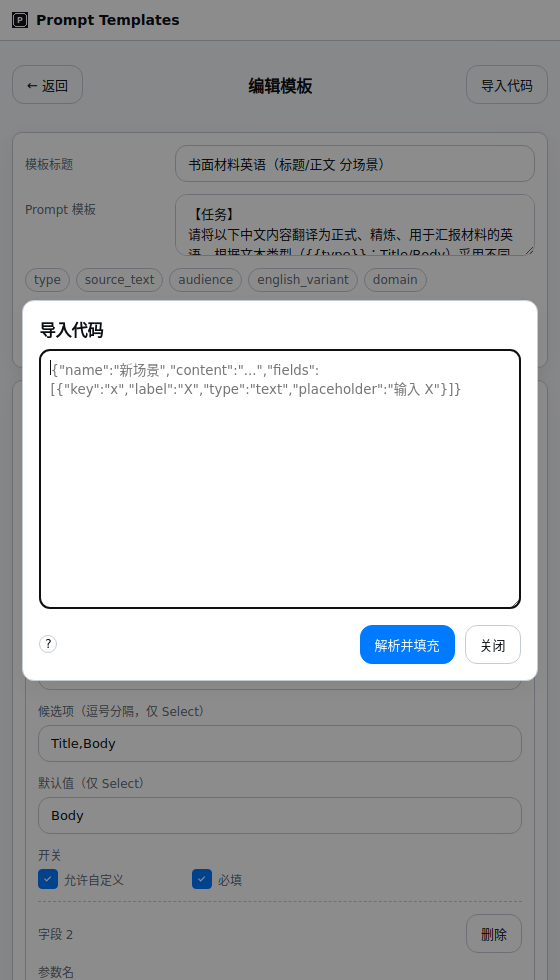 P Prompt Templates
← 返回
编辑模板
导入代码
模板标题
书面材料英语（标题/正文 分场景）
Prompt 模板
【任务】
请将以下中文内容翻译为正式、精炼、用于汇报材料的英
语。根据文本类型（{{type}}：Title/Body）采用不同
type
source_text
audience
english_variant
domain
导入代码
{"name":"新场景","content":"...","fields":
[{"key":"x","label":"X","type":"text","placeholder":"输入 X"}]}
?
解析并填充
关闭
候选项（逗号分隔，仅 Select）
Title,Body
默认值（仅 Select）
Body
开关
允许自定义
必填
字段 2
删除
参数名